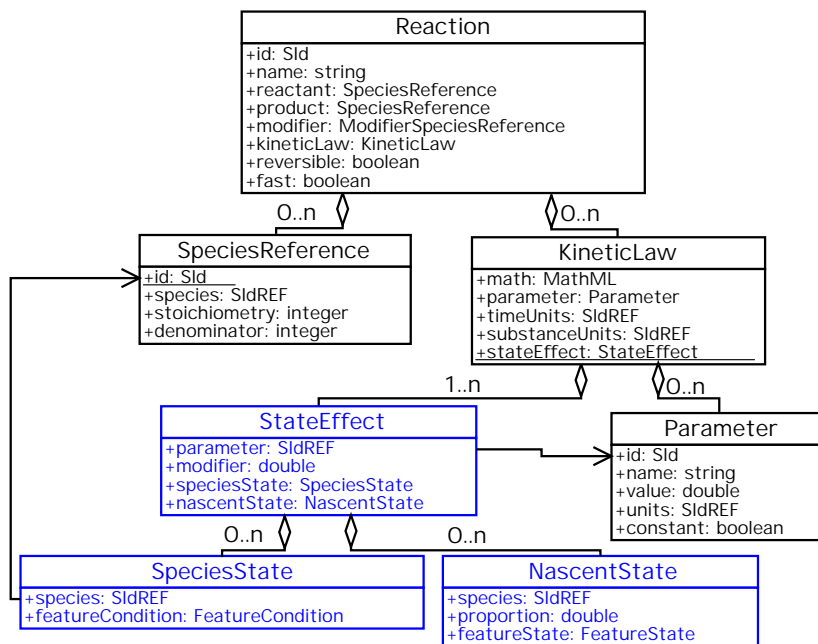 Reaction
+id: SId
+name: string
+reactant: SpeciesReference
+product: SpeciesReference
+modifier: ModifierSpeciesReference
+kineticLaw: KineticLaw
+reversible: boolean
+fast: boolean
0..n
0..n
SpeciesReference
+id: SId
+species: SIdREF
+stoichiometry: integer
+denominator: integer
KineticLaw
+math: MathML
+parameter: Parameter
+timeUnits: SIdREF
+substanceUnits: SIdREF
+stateEffect: StateEffect
1..n
0..n
StateEffect
+parameter: SIdREF
+modifier: double
+speciesState: SpeciesState
+nascentState: NascentState
Parameter
+id: SId
+name: string
+value: double
+units: SIdREF
+constant: boolean
0..n
0..n
SpeciesState
+species: SIdREF
+featureCondition: FeatureCondition
NascentState
+species: SIdREF
+proportion: double
+featureState: FeatureState